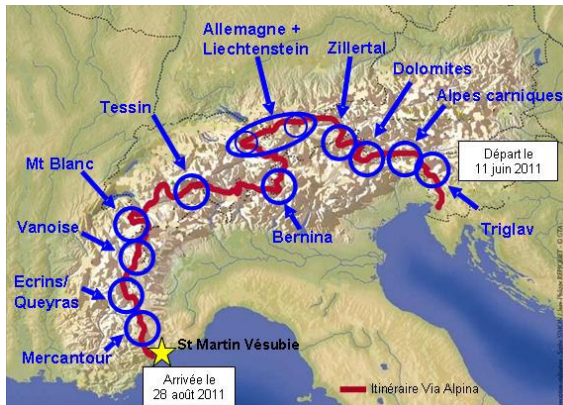 Allemagne +
Liechtenstein
Zillertal
Dolomites
Tessin
Alpes carniques
Mt Blanc
Départ le
11 juin 2011
Vanoise
Bernina
Triglav
Ecrins/
Queyras
Mercantour
St Martin Vésubie
Arrivée le
28 août 2011
Itinéraire Via Alpina